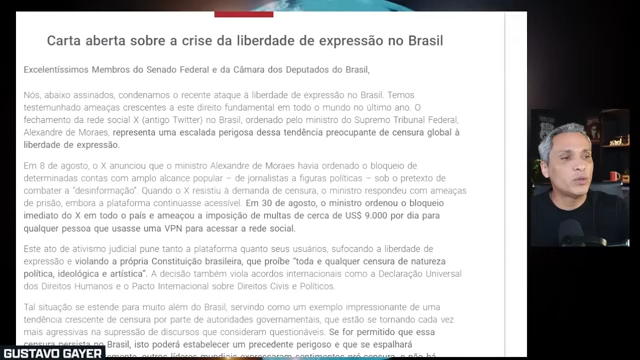 Carta aberta sobre a crise da liberdade de expressão no Brasil
Excelentíssimos Membros do Senado Federal e da Câmara dos Deputados do Brasil,
Nós, abaixo assinados, condenamos o recente ataque à liberdade de expressão no Brasil. Temos
testemunhado ameaças crescentes a este direito fundamental em todo o mundo no último ano. O
fechamento da rede social X (antigo Twitter) no Brasil, ordenado pelo ministro do Supremo Tribunal Federal,
Alexandre de Moraes, representa uma escalada perigosa dessa tendência preocupante de censura global à
liberdade de expressão.
Em 8 de agosto, o X anunciou que o ministro Alexandre de Moraes havia ordenado o bloqueio de
determinadas contas com amplo alcance popular – de jornalistas a figuras políticas – sob o pretexto de
combater a "desinformação". Quando o X resistiu à demanda de censura, o ministro respondeu com ameaças
de prisão, embora a plataforma continuasse acessível. Em 30 de agosto, o ministro ordenou o bloqueio
imediato do X em todo o país e ameaçou a imposição de multas de cerca de US$ 9.000 por dia para
qualquer pessoa que usasse uma VPN para acessar a rede social.
Este ato de ativismo judicial pune tanto a plataforma quanto seus usuários, sufocando a liberdade de
expressão e violando a própria Constituição brasileira, que proíbe "toda e qualquer censura de natureza
política, ideológica e artística". A decisão também viola acordos internacionais como a Declaração Universal
dos Direitos Humanos e o Pacto Internacional sobre Direitos Civis e Políticos.
Tal situação se estende para muito além do Brasil, servindo como um exemplo impressionante de uma
tendência crescente de censura por parte de autoridades governamentais, que estão se tornando cada vez
mais agressivas na supressão de discursos que consideram questionáveis. Se for permitido que essa
censura persista no Brasil, isto poderá estabelecer um precedente perigoso e que se espalhará
outros líderes mundiais expressaram sentimentos pró-censura, e não há
GUSTAVO GAYER